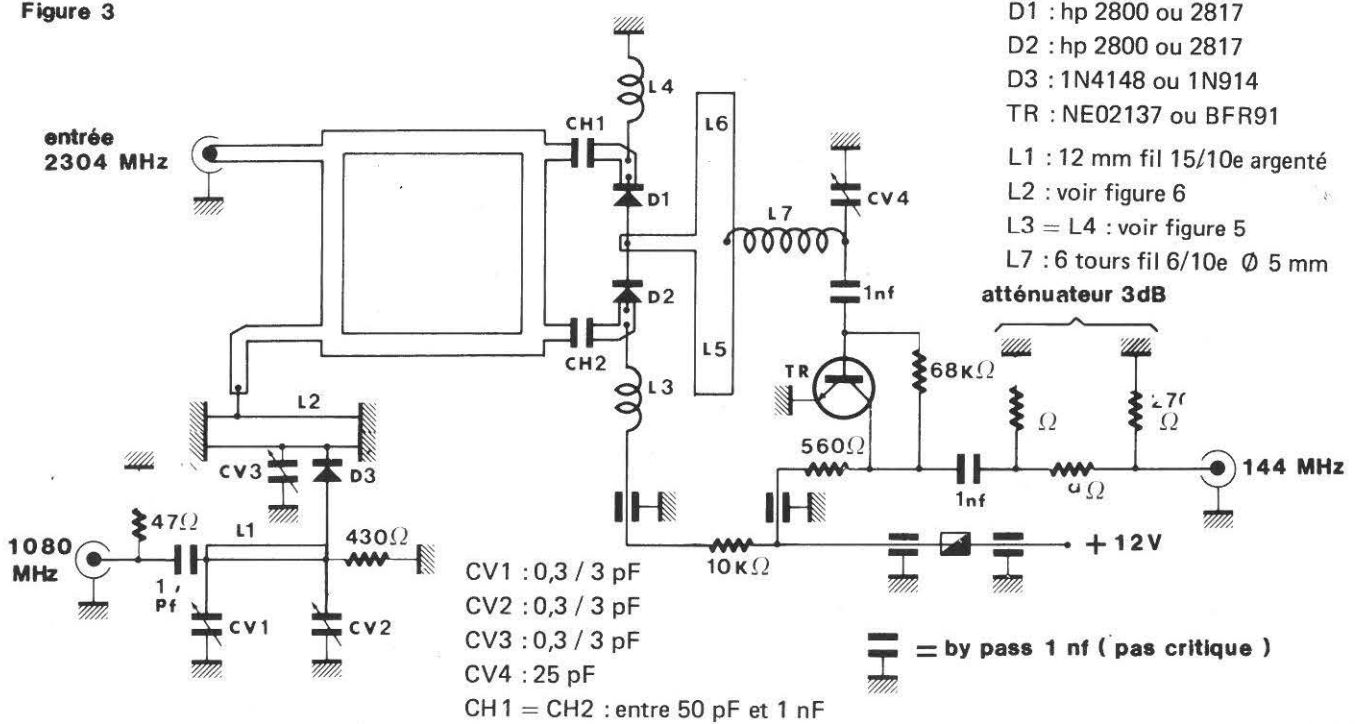 Figure 3
D1 : hp 2800 ou 2817
D2 : hp 2800 ou 2817
D3 : 1N4148 ou 1N914
TR : NE02137 ou BFR91
L1 : 12 mm fil 15/10e argenté
L2 : voir figure 6
L3 = L4 : voir figure 5
L7 : 6 tours fil 6/10e Ø 5 mm
entrée
2304 MHz
L4
CH1
L6
D1
L7
CV4
D2
1nf
atténuateur 3dB
CH2
L5
L3
TR
68KΩ
Ω
Ω
L2
560Ω
CV3
D3
1nf
Ω
144 MHz
47Ω
L1
430Ω
1080
MHz
1
Pf
CV1
CV2
10KΩ
+ 12V
CV1 : 0,3 / 3 pF
CV2 : 0,3 / 3 pF
CV3 : 0,3 / 3 pF
CV4 : 25 pF
CH1 = CH2 : entre 50 pF et 1 nF
= by pass 1 nf ( pas critique )